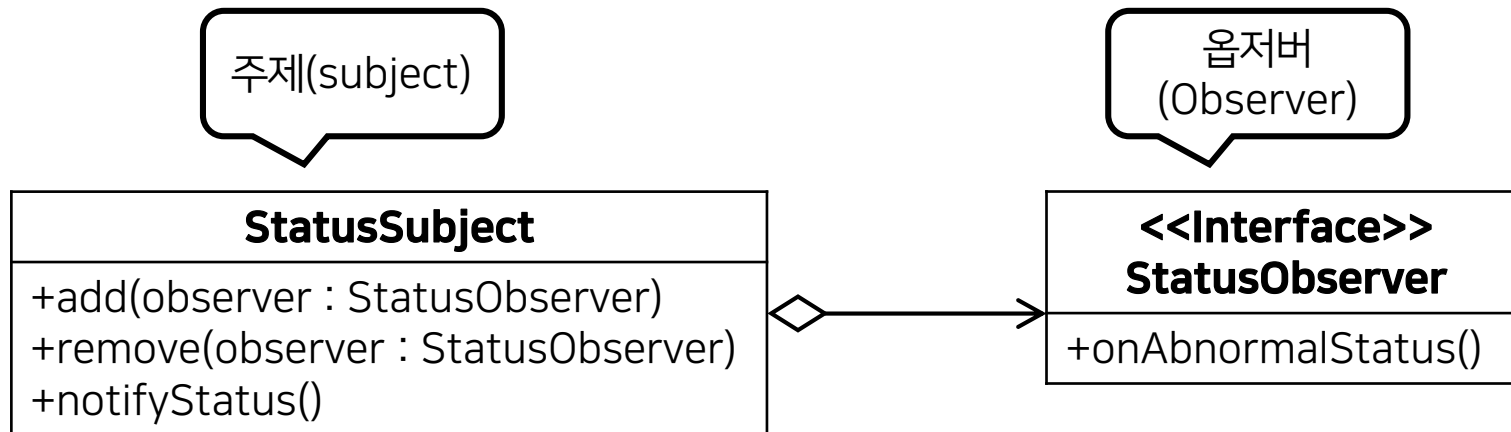 주제(subject)
옵저버
(Observer)
StatusSubject
+add(observer : StatusObserver)
+remove(observer : StatusObserver)
+notifyStatus()
<<Interface>>
StatusObserver
+onAbnormalStatus()